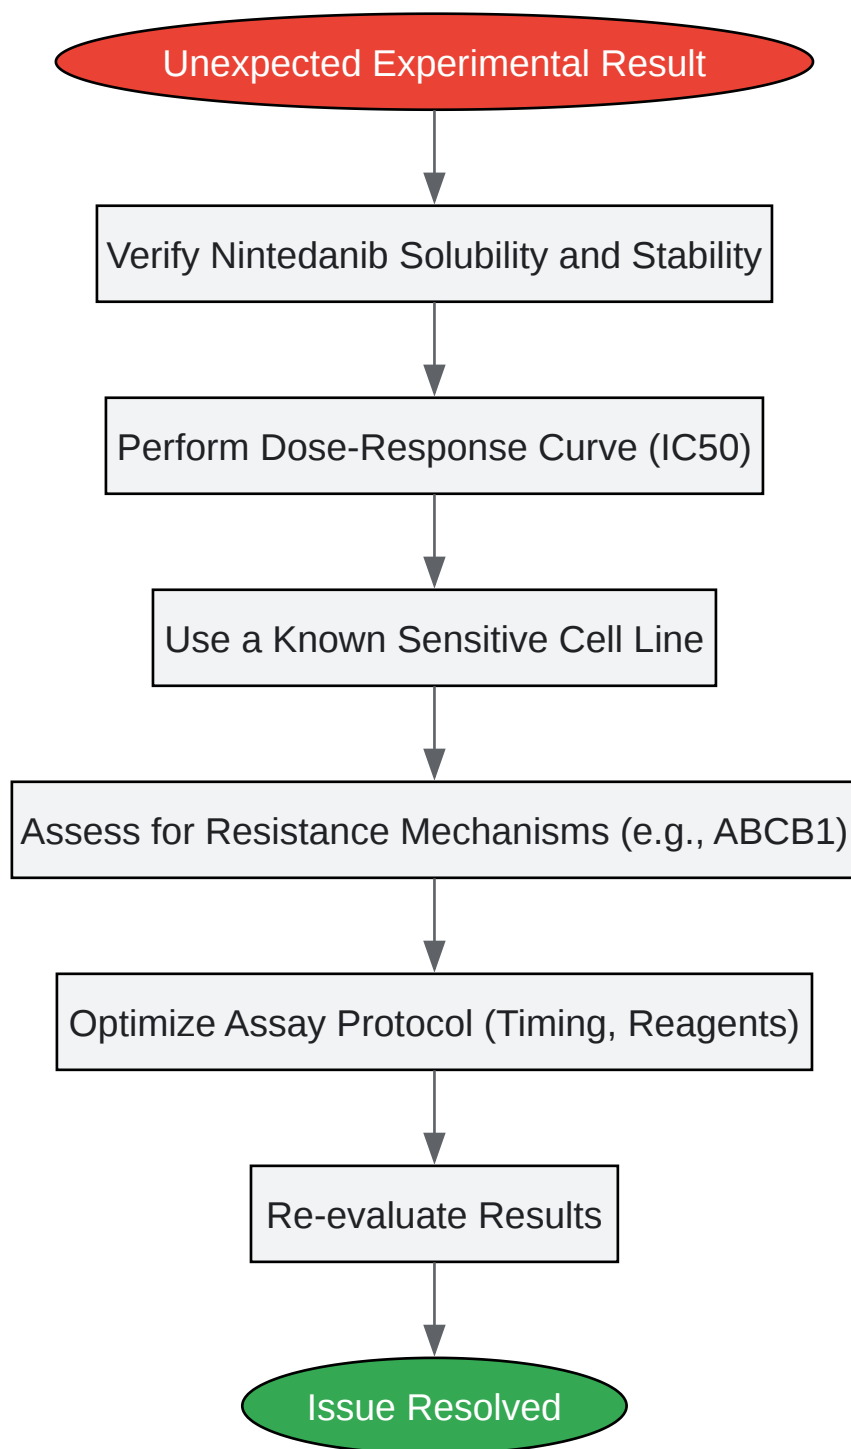 Unexpected Experimental Result
Verify Nintedanib Solubility and Stability
Perform Dose-Response Curve (IC50)
Use a Known Sensitive Cell Line
Assess for Resistance Mechanisms (e.g., ABCB1)
Optimize Assay Protocol (Timing, Reagents)
Re-evaluate Results
Issue Resolved